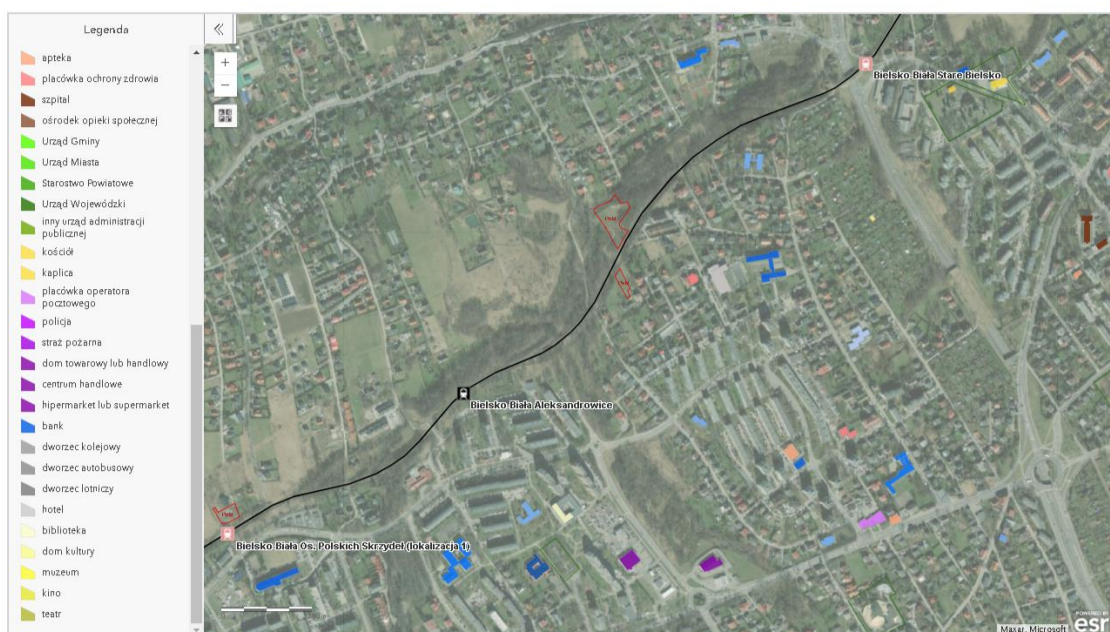 Legenda
apteka
placówka ochrony zdrowia
szpital
ośrodek opieki społecznej
Urząd Gminy
Urząd Miasta
Starostwo Powiatowe
Urząd Wojewódzki
inny urząd administracji
publicznej
kościół
kaplica
placówka operatora
pocztowego
policja
straż pożarna
dom towarowy lub handlowy
centrum handlowe
hipermarket lub supermarket
bank
dworzec kolejowy
dworzec autobusowy
dworzec lotniczy
hotel
biblioteka
dom kultury
muzeum
kino
teatr
+
−
Bielsko-Biała Stare Bielsko
Bielsko-Biała Aleksandrowice
Bielsko-Biała Os. Polskich Skrzydeł (lokalizacja 1)
Maxar, Microsoft
POWERED BY
esri